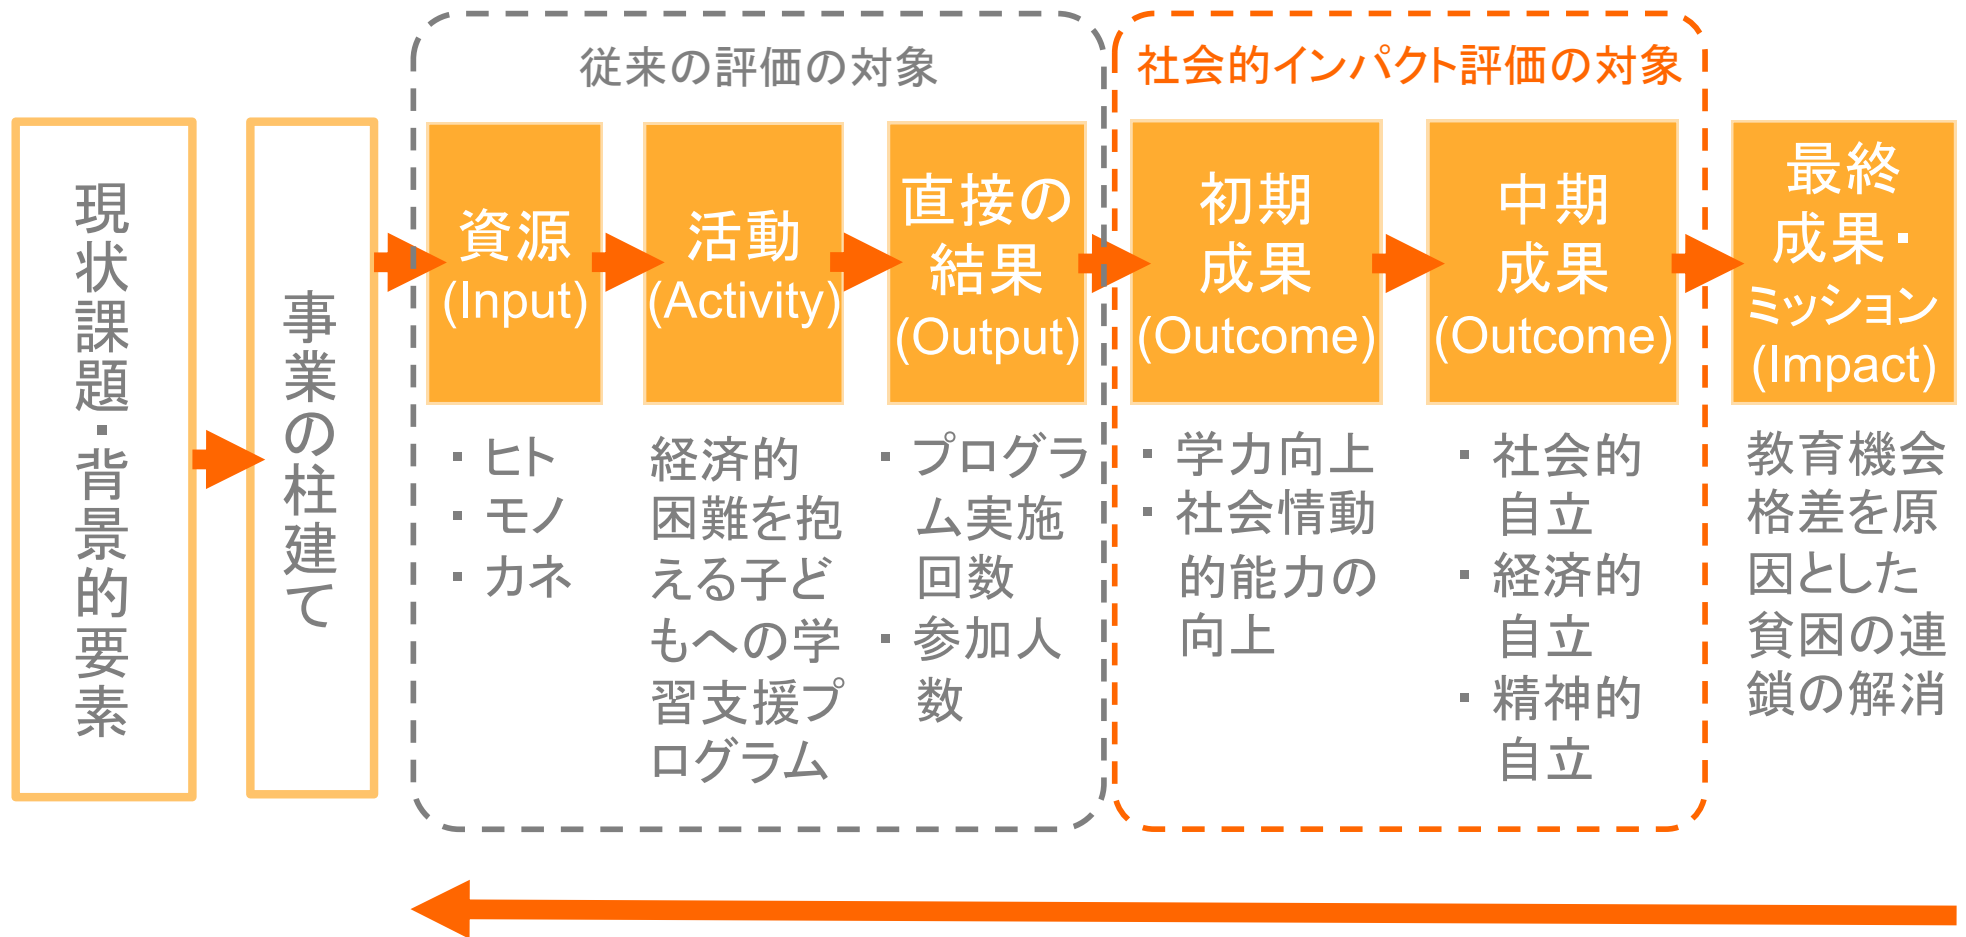 従来の評価の対象
社会的インパクト評価の対象
現状課題・背景的要素
事業の柱建て
資源
(Input)
・ヒト
・モノ
・カネ
活動
(Activity)
経済的
困難を抱
える子ど
もへの学
習支援プ
ログラム
直接の
結果
(Output)
・プログラ
ム実施
回数
・参加人
数
初期
成果
(Outcome)
・学力向上
・社会情動
的能力の
向上
中期
成果
(Outcome)
・社会的
自立
・経済的
自立
・精神的
自立
最終
成果・
ミッション
(Impact)
教育機会
格差を原
因とした
貧困の連
鎖の解消